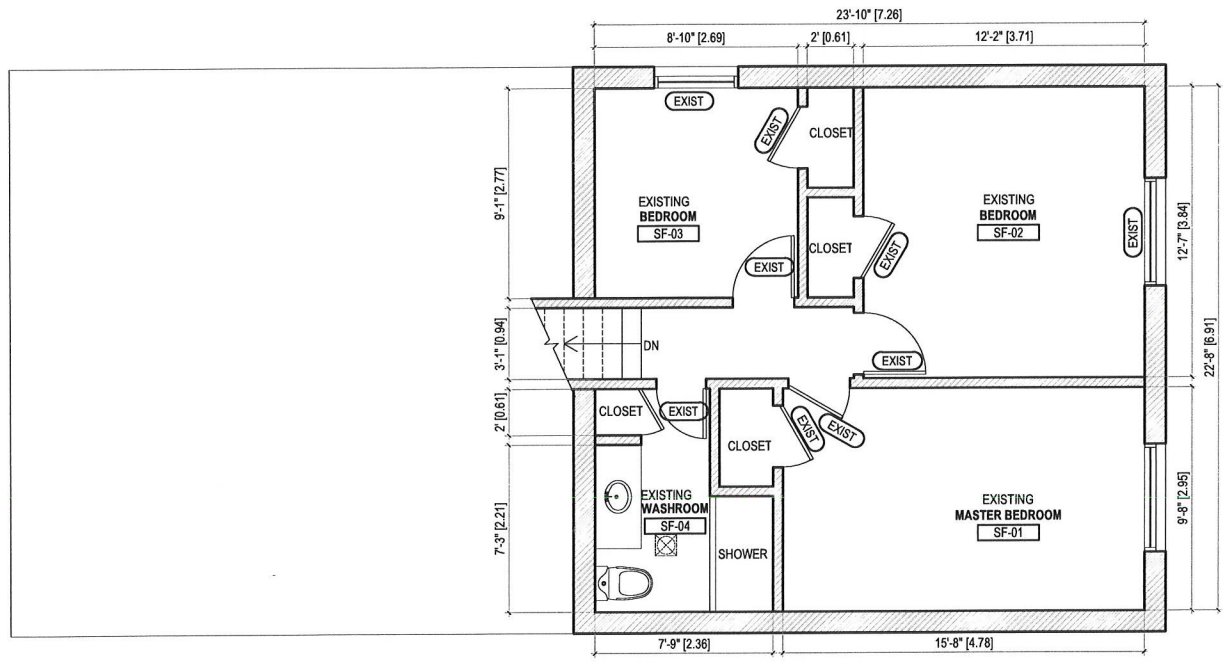 23'-10" [7.26]
8'-10" [2.69]
2' [0.61]
12'-2" [3.71]
EXIST
EXIST
CLOSET
9'-1" [2.77]
EXISTING
BEDROOM
SF-03
EXISTING
BEDROOM
SF-02
EXIST
12'-7" [3.84]
CLOSET
EXIST
EXIST
3'-1" [0.94]
DN
EXIST
22'-8" [6.91]
2' [0.61]
CLOSET
EXIST
CLOSET
EXIST
EXIST
7'-3" [2.21]
EXISTING
WASHROOM
SF-04
EXISTING
MASTER BEDROOM
SF-01
9'-8" [2.95]
SHOWER
7'-9" [2.36]
15'-8" [4.78]